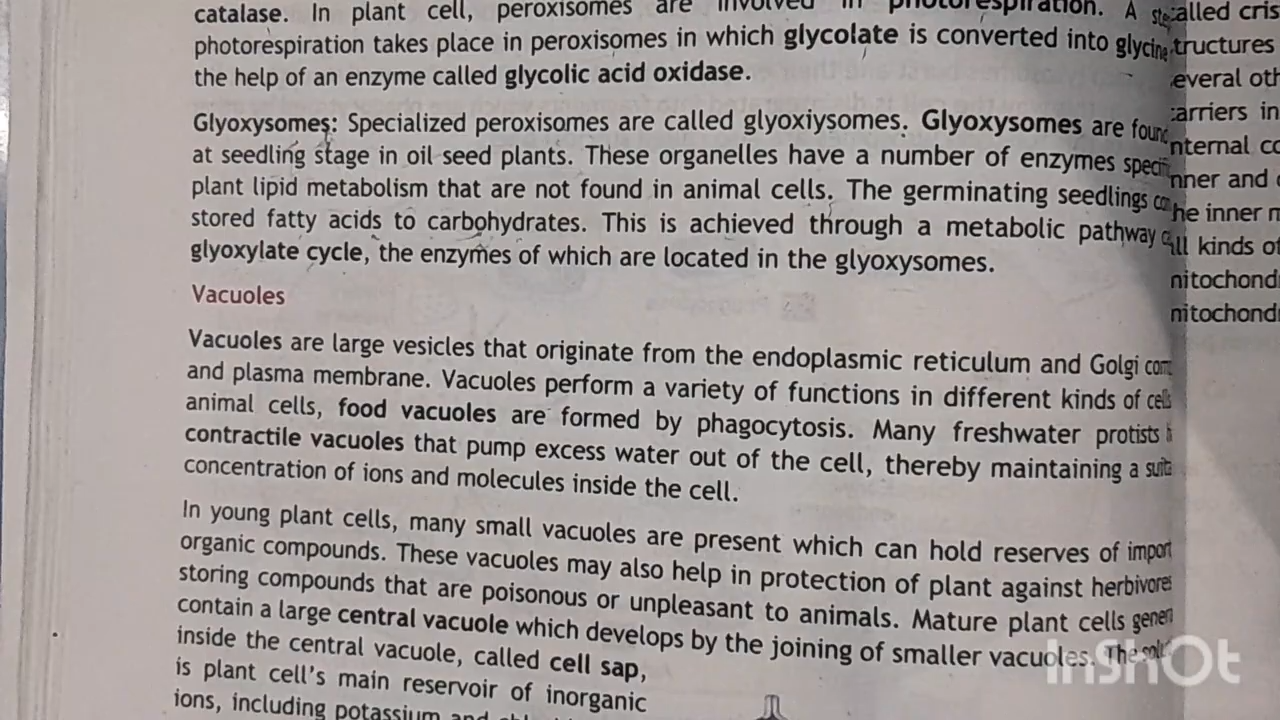 catalase. In plant cell, peroxisomes are involved in photorespiration. A
photorespiration takes place in peroxisomes in which glycolate is converted into glycine
the help of an enzyme called glycolic acid oxidase.
Glyoxysomes: Specialized peroxisomes are called glyoxiysomes. Glyoxysomes are found
at seedling stage in oil seed plants. These organelles have a number of enzymes
plant lipid metabolism that are not found in animal cells. The germinating seedlings
stored fatty acids to carbohydrates. This is achieved through a metabolic pathway
glyoxylate cycle, the enzymes of which are located in the glyoxysomes.
Vacuoles
Vacuoles are large vesicles that originate from the endoplasmic reticulum and Golgi
and plasma membrane. Vacuoles perform a variety of functions in different kinds of cells
animal cells, food vacuoles are formed by phagocytosis. Many freshwater protists
contractile vacuoles that pump excess water out of the cell, thereby maintaining a
concentration of ions and molecules inside the cell.
In young plant cells, many small vacuoles are present which can hold reserves of import
organic compounds. These vacuoles may also help in protection of plant against herbivores
storing compounds that are poisonous or unpleasant to animals. Mature plant cells
contain a large central vacuole which develops by the joining of smaller vacuoles. The
inside the central vacuole, called cell sap,
is plant cell's main reservoir of inorganic
ions, including potassium and
alled cris
tructures
everal oth
arriers in
nternal co
nner and
he inner
ll kinds of
nitochond
nitochond
InShOt